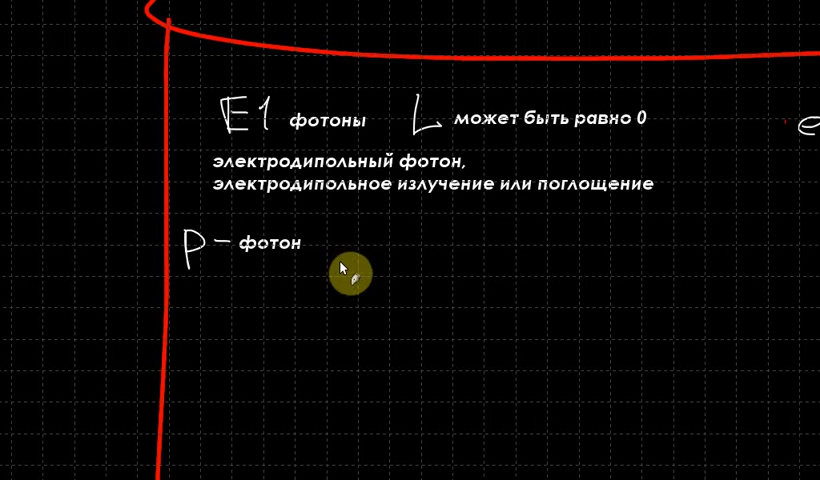 E1 фотоны L может быть равно 0
электродипольный фотон,
электродипольное излучение или поглощение
p - фотон